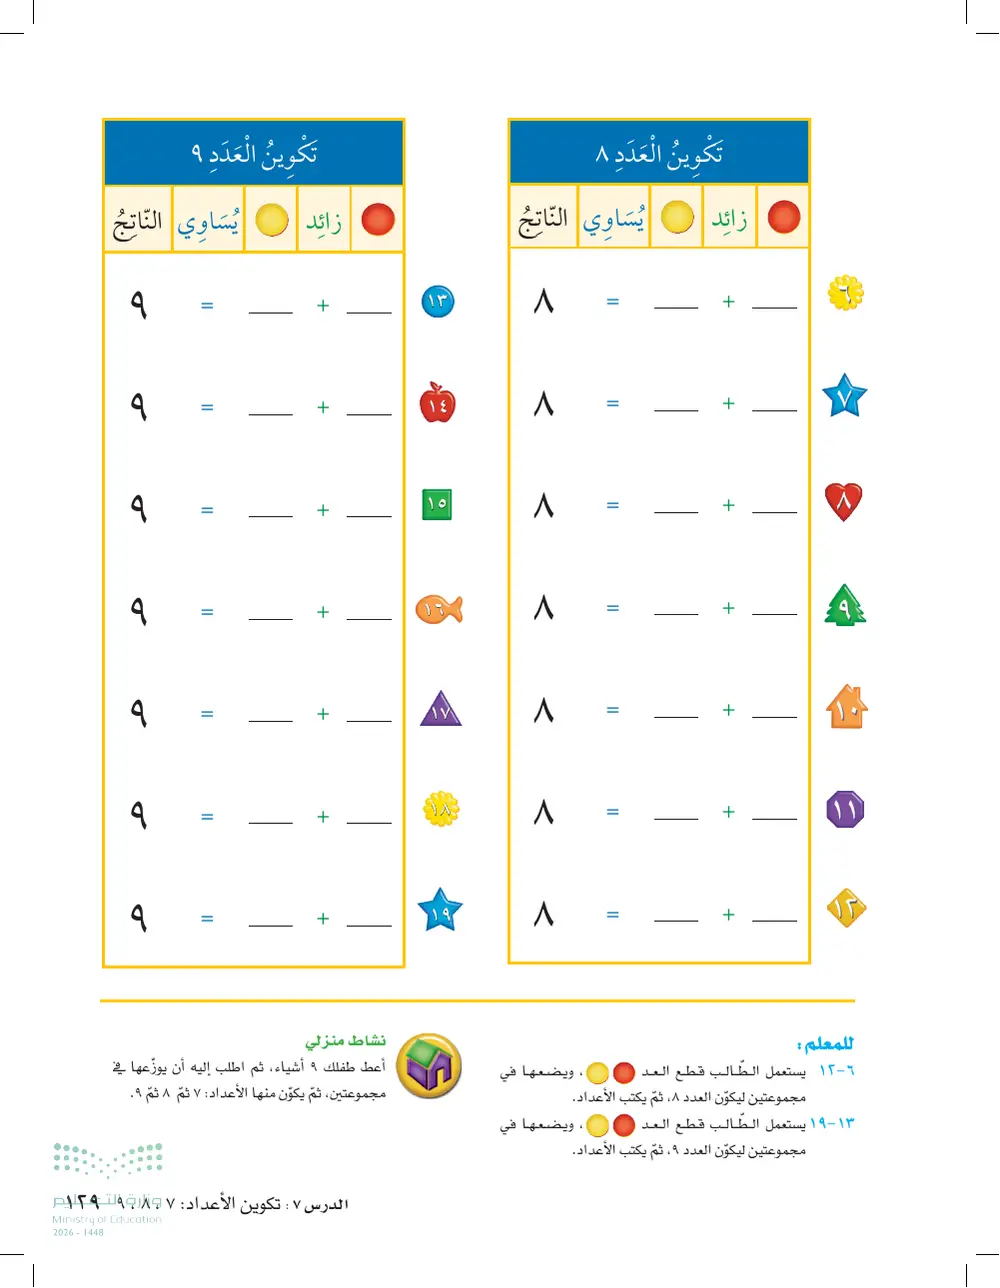 تَكْوِينُ الْعَدَدِ ٨
زائِد يُسَاوِي النّاتِجُ
٦ ___ + ___ = ٨
٧ ___ + ___ = ٨
٨ ___ + ___ = ٨
٩ ___ + ___ = ٨
١٠ ___ + ___ = ٨
١١ ___ + ___ = ٨
١٢ ___ + ___ = ٨
تَكْوِينُ الْعَدَدِ ٩
زائِد يُسَاوِي النّاتِجُ
١٣ ___ + ___ = ٩
١٤ ___ + ___ = ٩
١٥ ___ + ___ = ٩
١٦ ___ + ___ = ٩
١٧ ___ + ___ = ٩
١٨ ___ + ___ = ٩
١٩ ___ + ___ = ٩
للمعلم:
٦-١٢ يستعمل الطّالب قطع العد ، ويضعها في
مجموعتين ليكوّن العدد ٨، ثمّ يكتب الأعداد.
١٣-١٩ يستعمل الطّالب قطع العد ، ويضعها في
مجموعتين ليكوّن العدد ٩، ثمّ يكتب الأعداد.
نشاط منزلي
أعط طفلك ٩ أشياء، ثم اطلب إليه أن يوزّعها في
مجموعتين، ثمّ يكوّن منها الأعداد: ٧ ثمّ ٨ ثمّ ٩.
الدرس ٧ : تكوين الأعداد: ٧ ، ٨ ، ٩ ١٢٩
وزارة التعليم
Ministry of Education
2026 - 1448